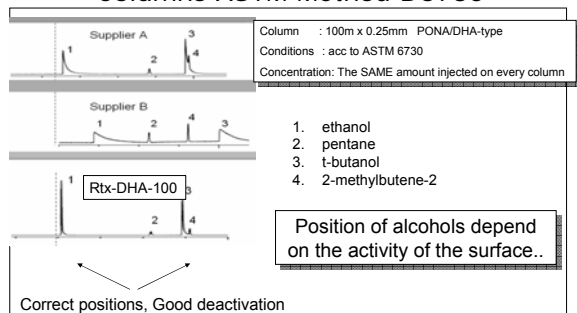 Supplier A
1
2
3
4
Column : 100m x 0.25mm PONA/DHA-type
Conditions : acc to ASTM 6730
Concentration: The SAME amount injected on every column
Supplier B
1
2
4
3
1. ethanol
2. pentane
3. t-butanol
4. 2-methylbutene-2
Rtx-DHA-100
1
2
3
4
Position of alcohols depend
on the activity of the surface..
Correct positions, Good deactivation